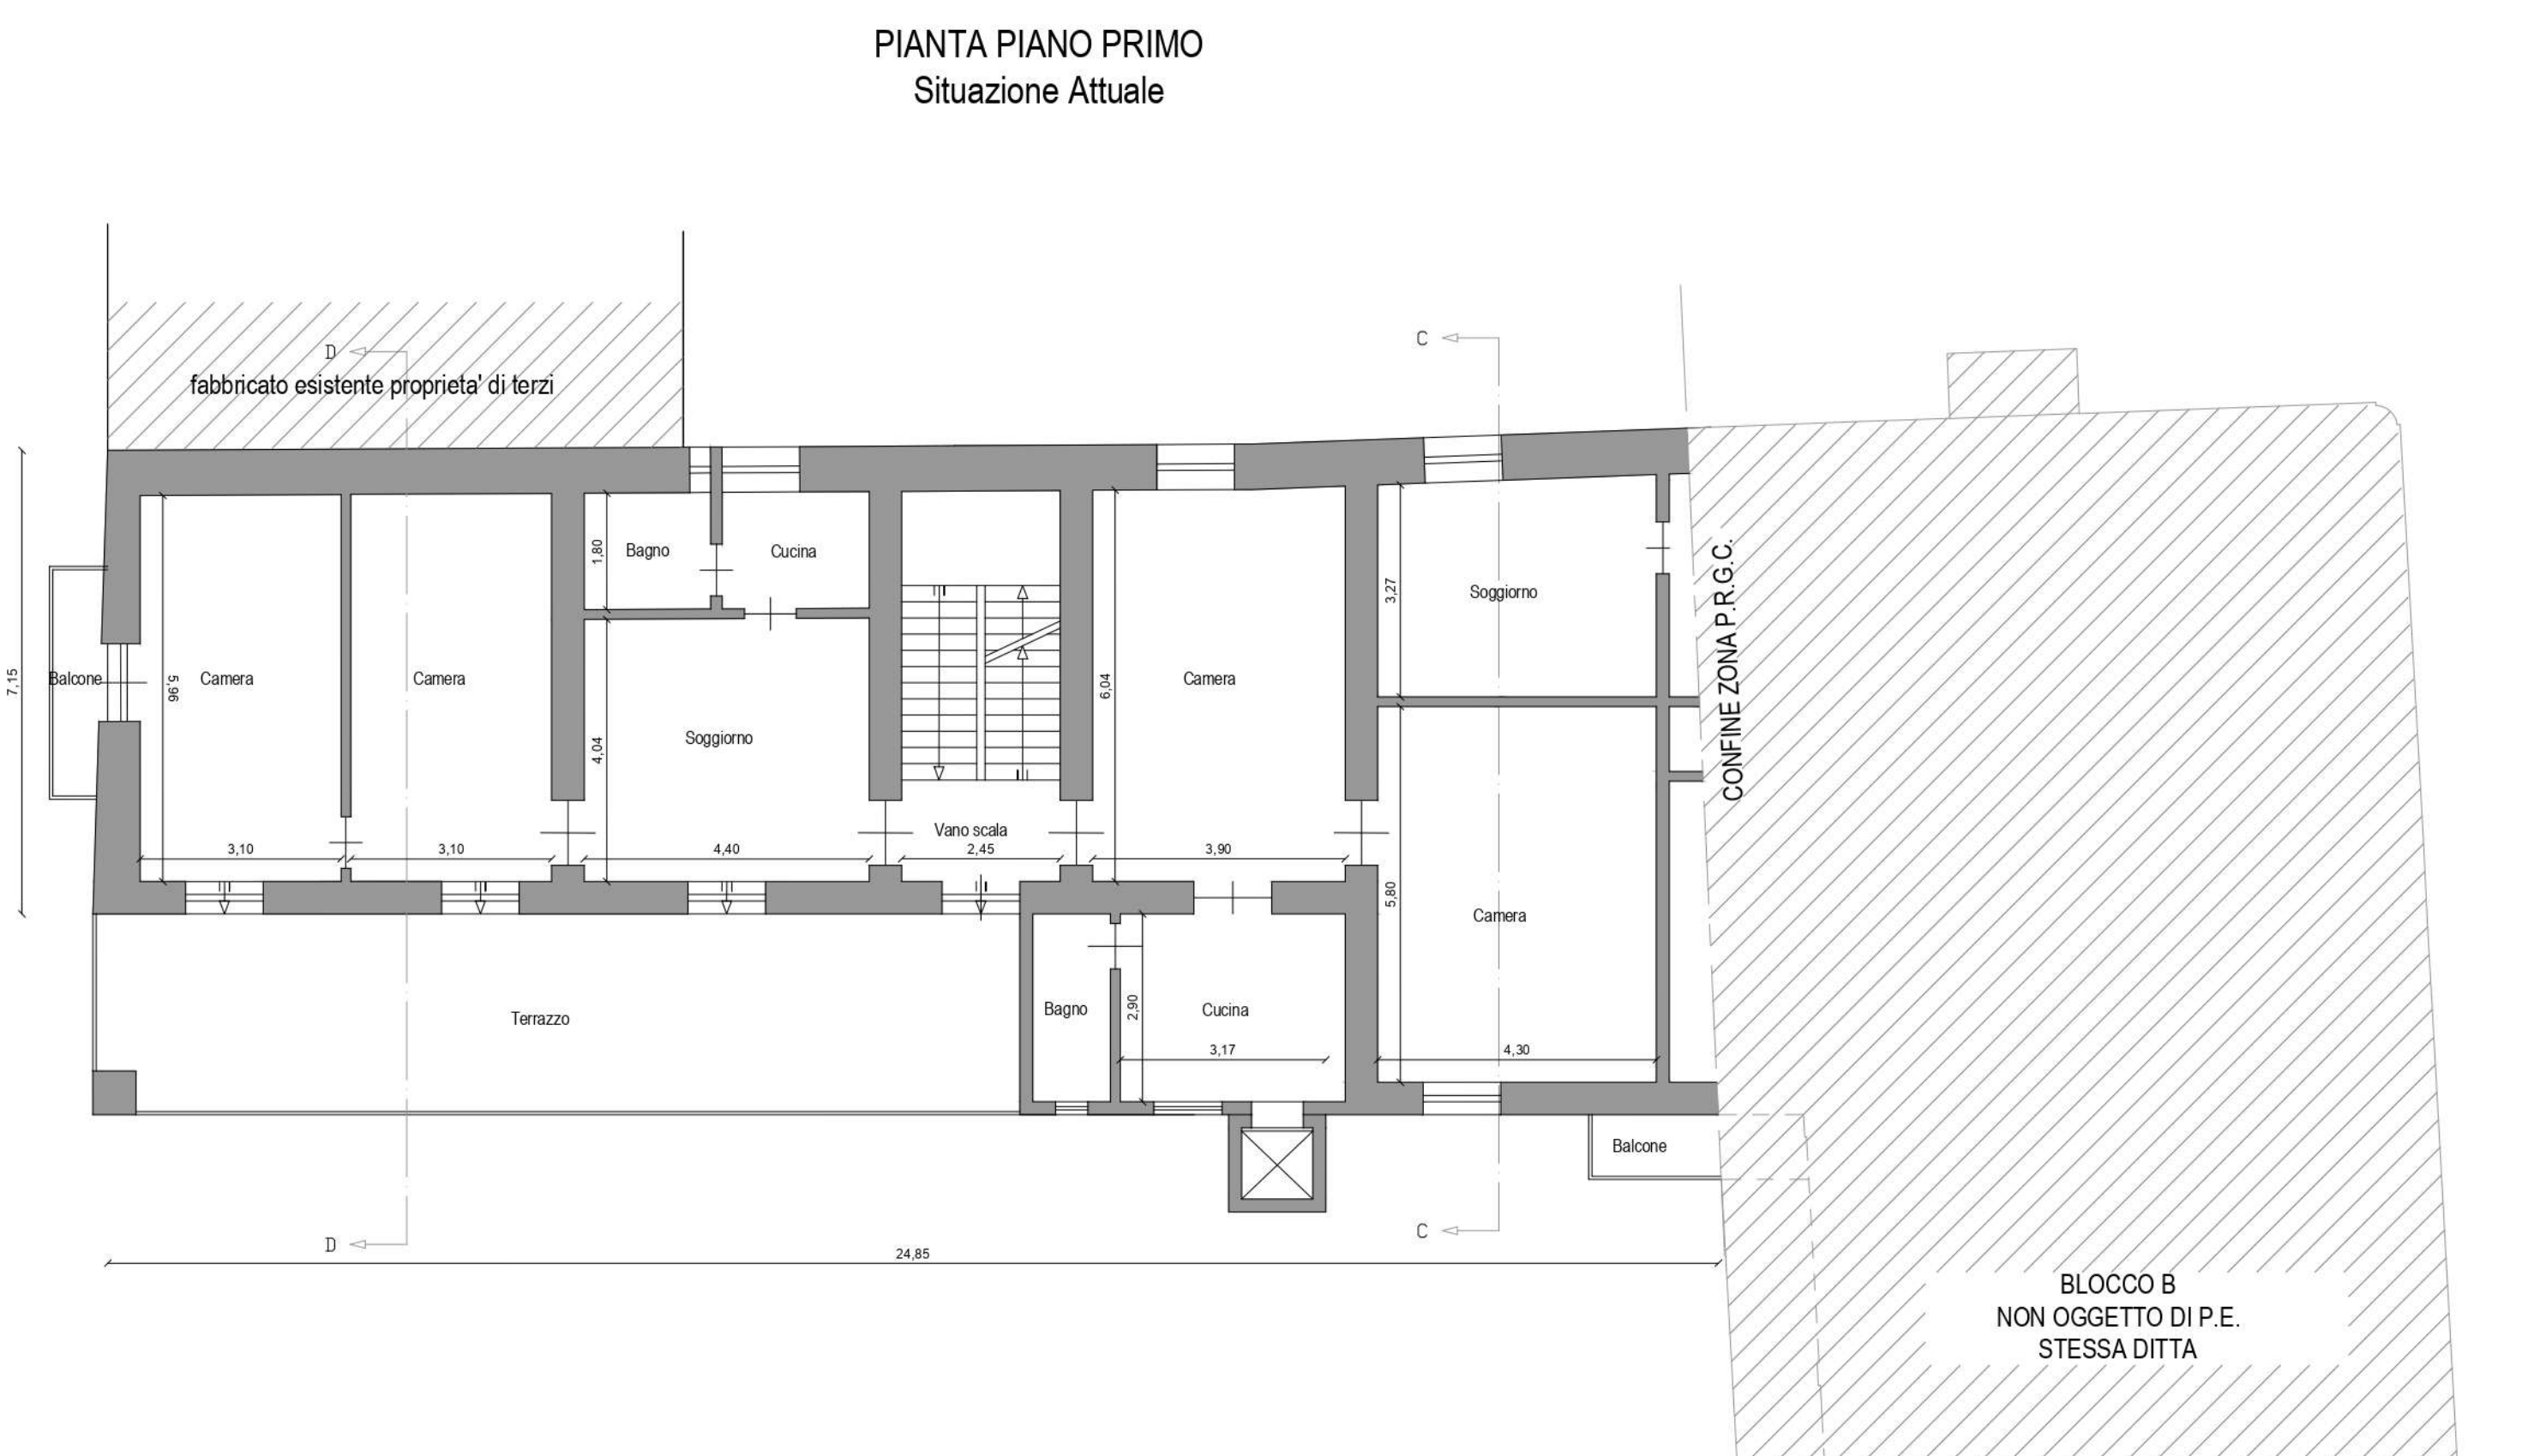 PIANTA PIANO PRIMO
Situazione Attuale
D
C
fabbricato esistente proprieta' di terzi
7,15
Balcone
5,96
Camera
Camera
1,80
Bagno
Cucina
4,04
Soggiorno
6,04
Camera
3,27
Soggiorno
CONFINE ZONA P.R.G.C.
Vano scala
3,10
3,10
4,40
2,45
3,90
5,80
Camera
Terrazzo
Bagno
2,90
Cucina
3,17
4,30
Balcone
D
C
24,85
BLOCCO B
NON OGGETTO DI P.E.
STESSA DITTA